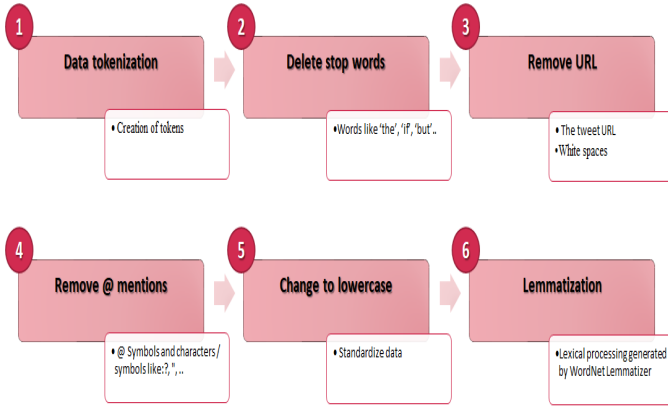 1
Data tokenization
• Creation of tokens
2
Delete stop words
•Words like 'the', 'if', 'but'..
3
Remove URL
• The tweet URL
•White spaces
4
Remove @ mentions
• @ Symbols and characters /
symbols like:?, ", ..
5
Change to lowercase
• Standardize data
6
Lemmatization
•Lexical processing generated
by WordNet Lemmatizer